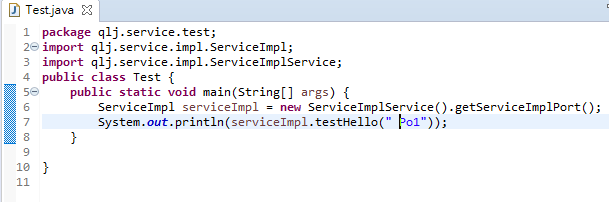 Test.java
1 package qlj.service.test;
2 import qlj.service.impl.ServiceImpl;
3 import qlj.service.impl.ServiceImplService;
4 public class Test {
5 public static void main(String[] args) {
6 ServiceImpl serviceImpl = new ServiceImplService().getServiceImplPort();
7 System.out.println(serviceImpl.testHello(" Po1"));
8 }
9
10 }
11